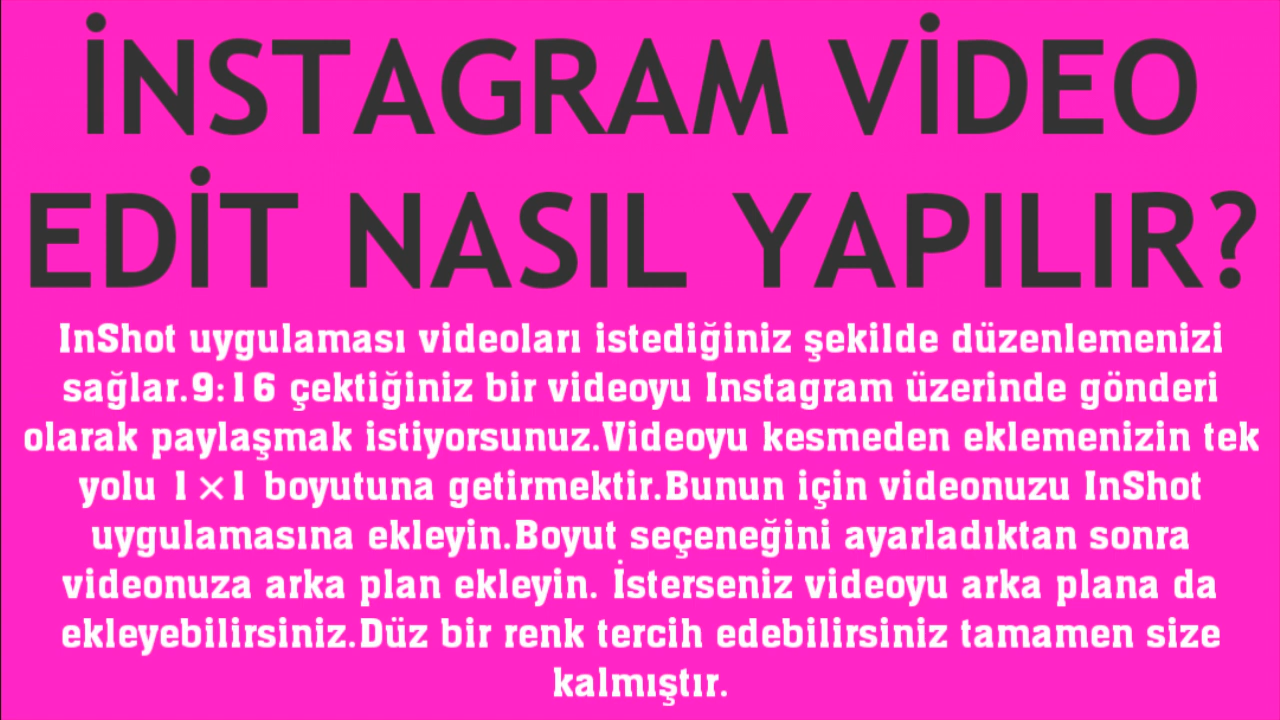 İNSTAGRAM VİDEO
EDİT NASIL YAPILIR?
InShot uygulaması videoları istediğiniz şekilde düzenlemenizi
sağlar.9:16 çektiğiniz bir videoyu Instagram üzerinde gönderi
olarak paylaşmak istiyorsunuz.Videoyu kesmeden eklemenizin tek
yolu 1×1 boyutuna getirmektir.Bunun için videonuzu InShot
uygulamasına ekleyin.Boyut seçeneğini ayarladıktan sonra
videonuza arka plan ekleyin. İsterseniz videoyu arka plana da
ekleyebilirsiniz.Düz bir renk tercih edebilirsiniz tamamen size
kalmıştır.